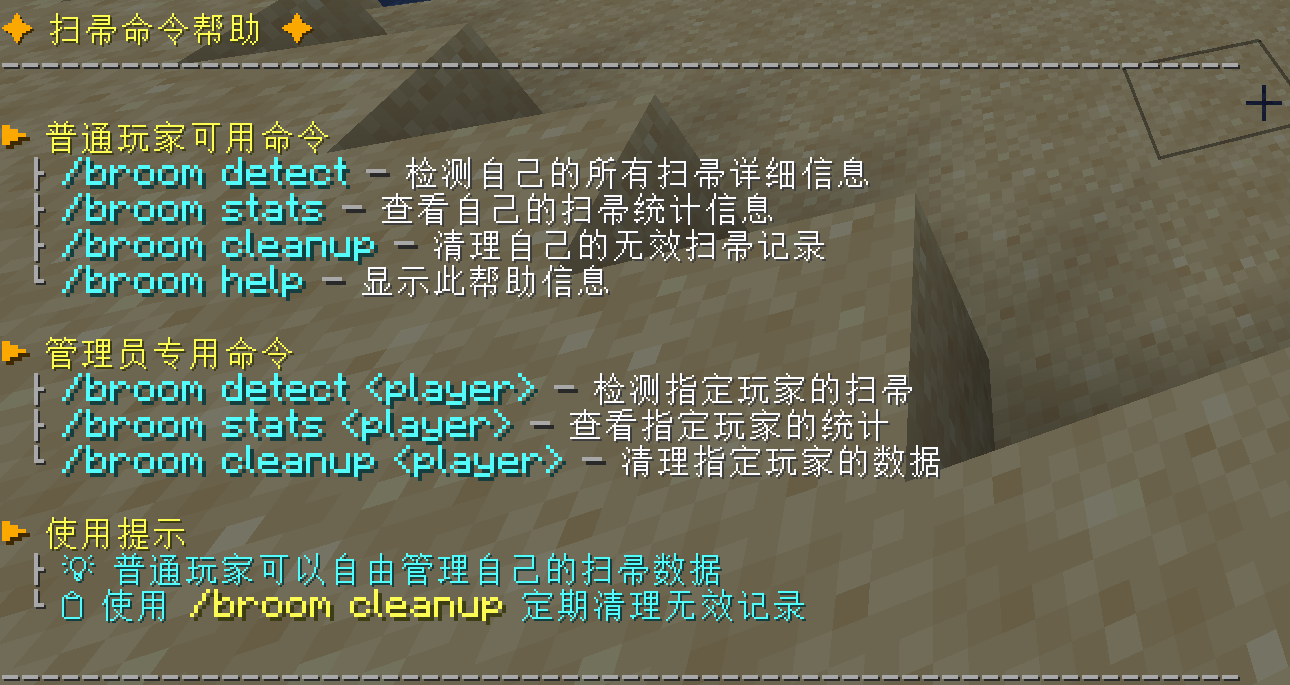 ✦ 扫帚命令帮助 ✦
--------------------------------------------------
▶ 普通玩家可用命令
├ /broom detect - 检测自己的所有扫帚详细信息
├ /broom stats - 查看自己的扫帚统计信息
├ /broom cleanup - 清理自己的无效扫帚记录
└ /broom help - 显示此帮助信息
▶ 管理员专用命令
├ /broom detect <player> - 检测指定玩家的扫帚
├ /broom stats <player> - 查看指定玩家的统计
└ /broom cleanup <player> - 清理指定玩家的数据
▶ 使用提示
├ 💡 普通玩家可以自由管理自己的扫帚数据
└ 📋 使用 /broom cleanup 定期清理无效记录
--------------------------------------------------